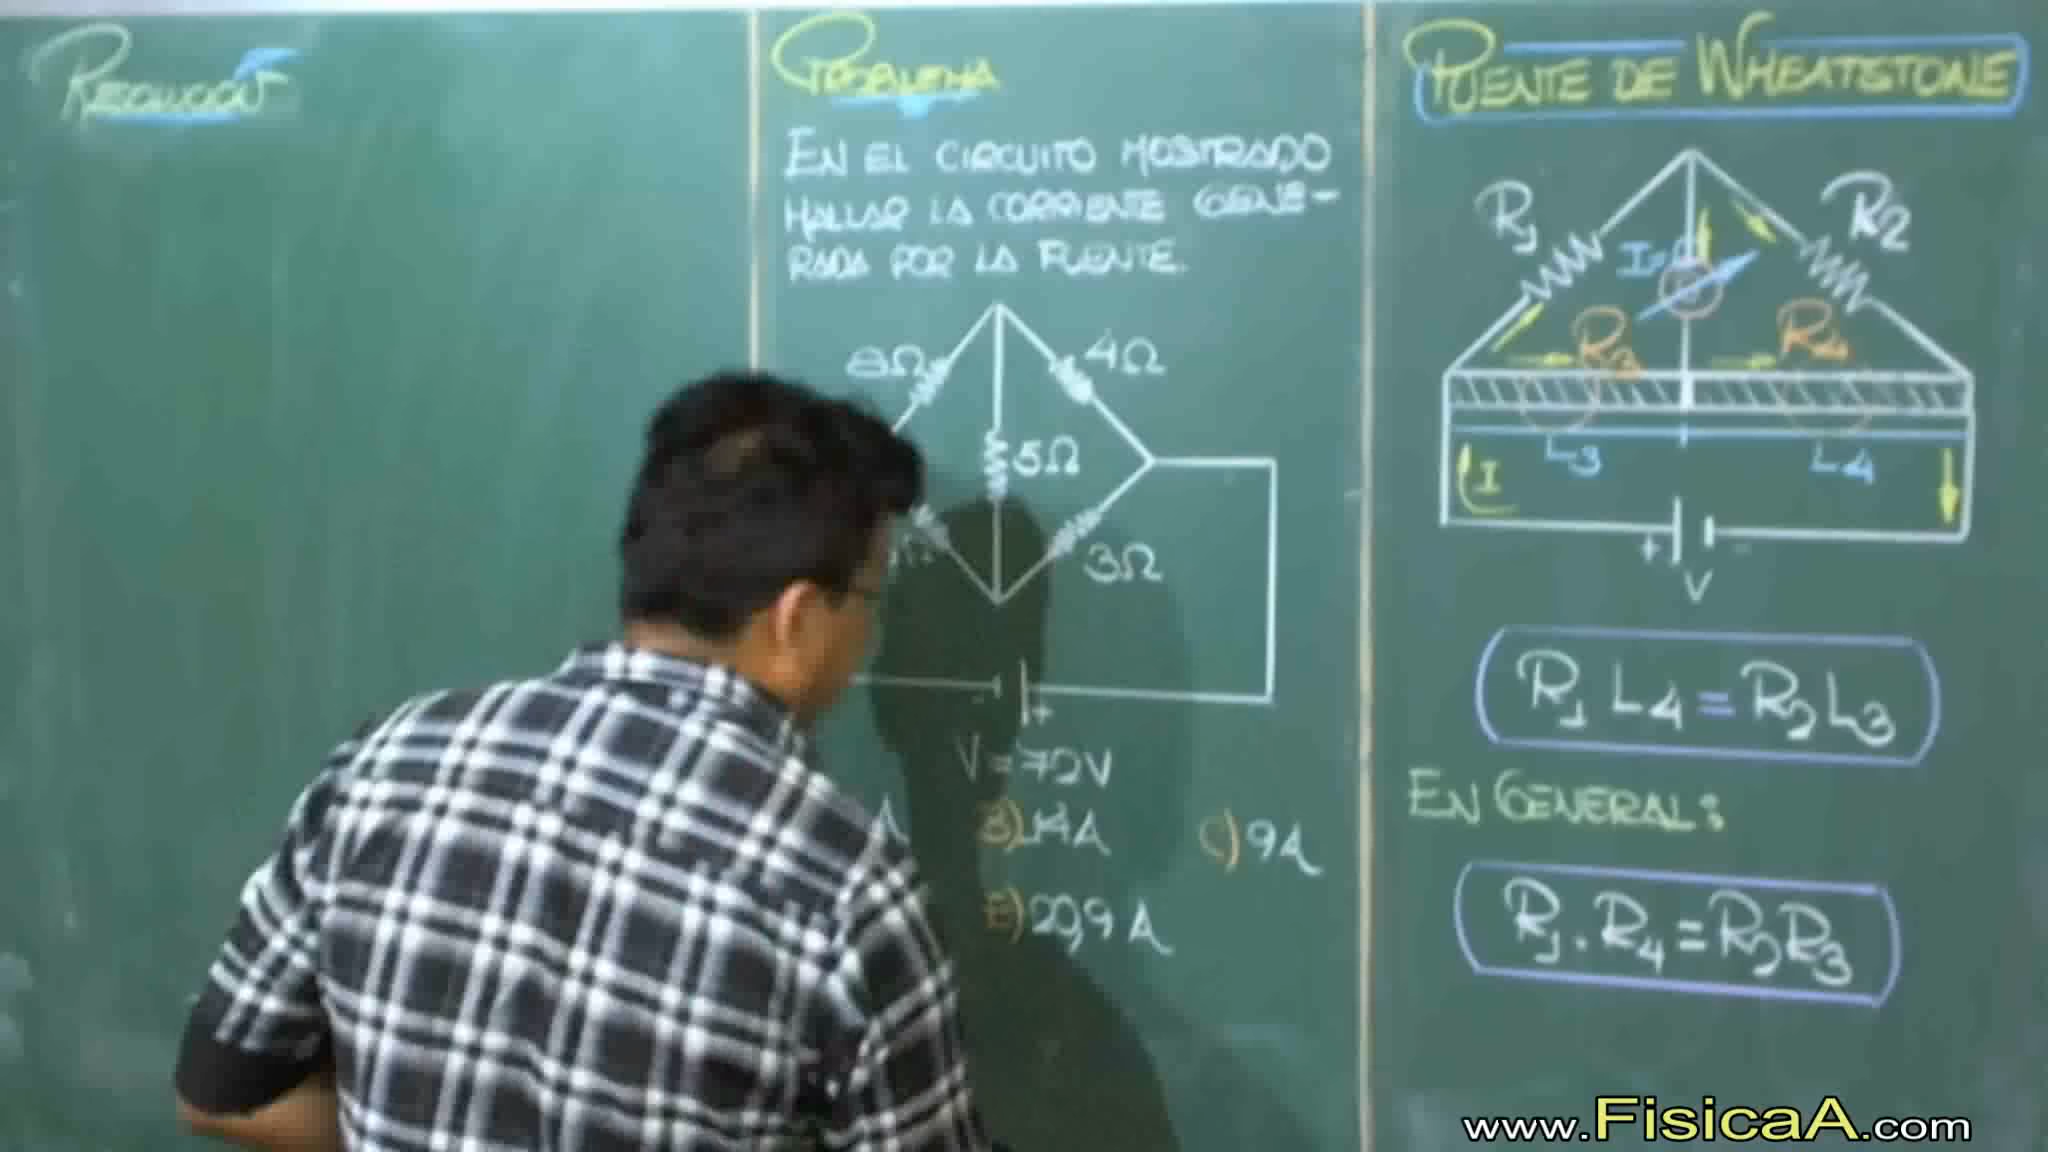 Resolución
Problema
En el circuito mostrado
hallar la corriente gene-
rada por la fuente.
8Ω
4Ω
5Ω
Ω
3Ω
- +
V=72V
A
B) 14A
C) 9A
E) 20,9 A
Puente de Wheatstone
R1
R2
I=0
R3
R4
L3
L4
I
+ -
V
R1 L4 = R2 L3
En General:
R1 . R4 = R2 R3
www.FisicaA.com